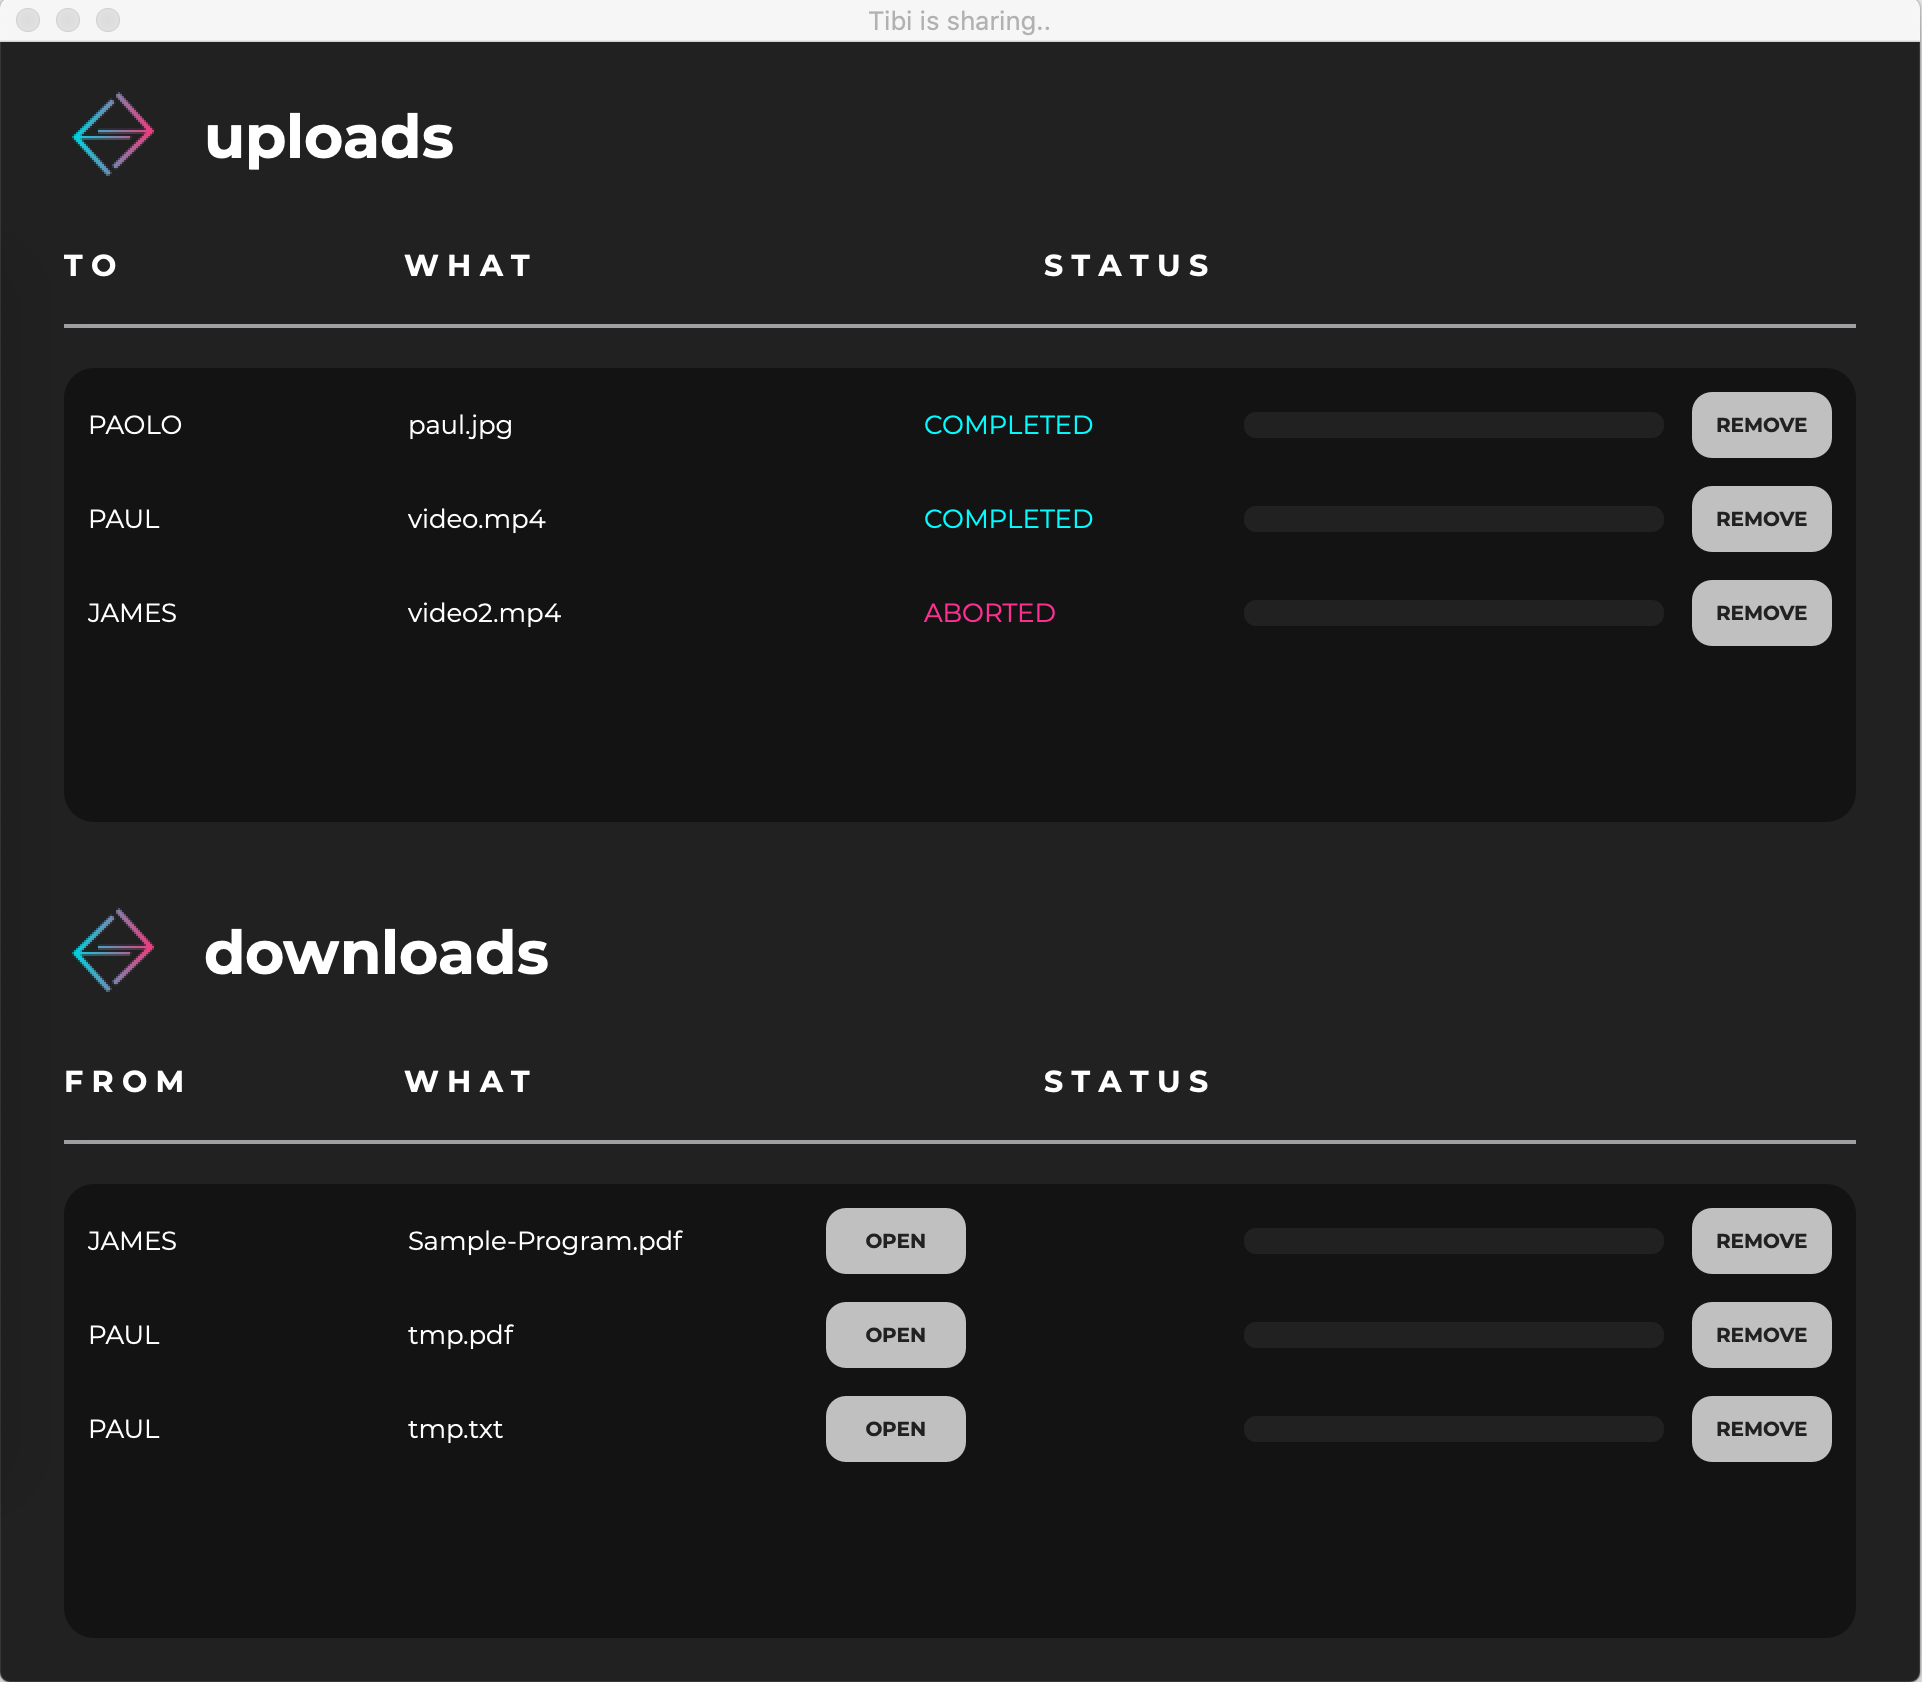 Tibi is sharing..
uploads
TO WHAT STATUS
PAOLO paul.jpg COMPLETED REMOVE
PAUL video.mp4 COMPLETED REMOVE
JAMES video2.mp4 ABORTED REMOVE
downloads
FROM WHAT STATUS
JAMES Sample-Program.pdf OPEN REMOVE
PAUL tmp.pdf OPEN REMOVE
PAUL tmp.txt OPEN REMOVE